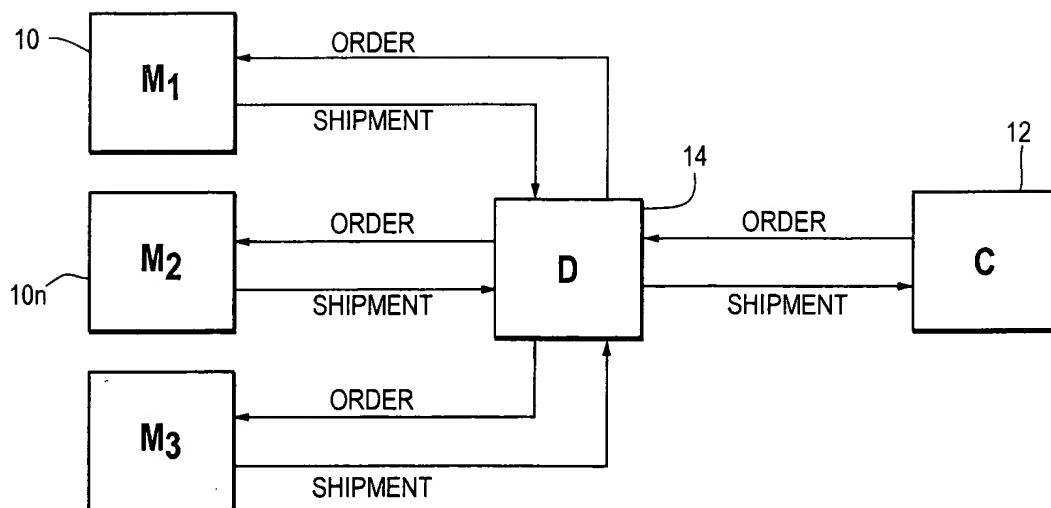 10
M1
ORDER
SHIPMENT
14
12
M2
10n
ORDER
SHIPMENT
D
ORDER
SHIPMENT
C
M3
ORDER
SHIPMENT